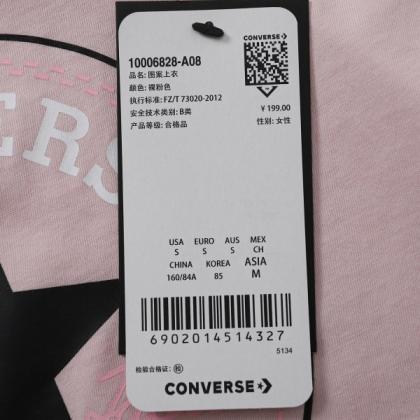 CONVERSE
10006828-A08
品名: 图案上衣
颜色: 裸粉色
执行标准: FZ/T 73020-2012
安全技术类别: B类
产品等级: 合格品
¥ 199.00
性别: 女性
ERS
USA EURO AUS MEX
S S S CH
CHINA KOREA ASIA
160/84A 85 M
6902014514327
5134
检验合格证: 检
CONVERSE